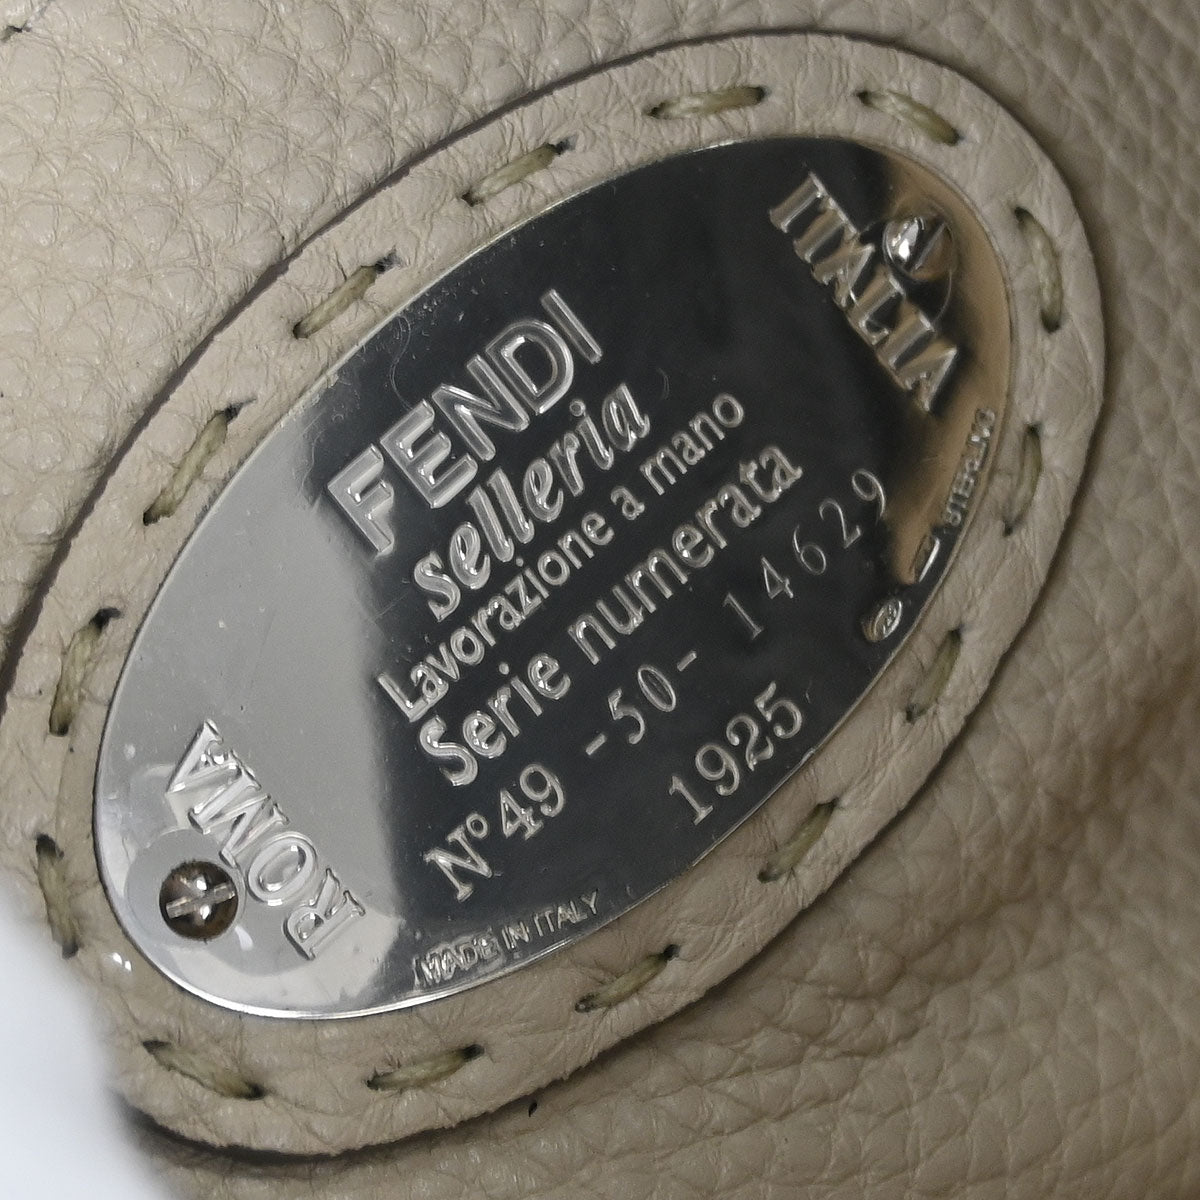 ITALIA
FENDI
selleria
Lavorazione a mano
Serie numerata
N° 49 -50- 14629
1925
ROMA
MADE IN ITALY